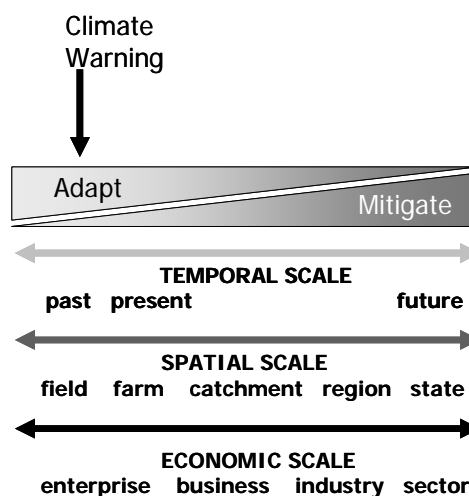 Climate
Warning
Adapt
Mitigate
TEMPORAL SCALE
past present future
SPATIAL SCALE
field farm catchment region state
ECONOMIC SCALE
enterprise business industry sector